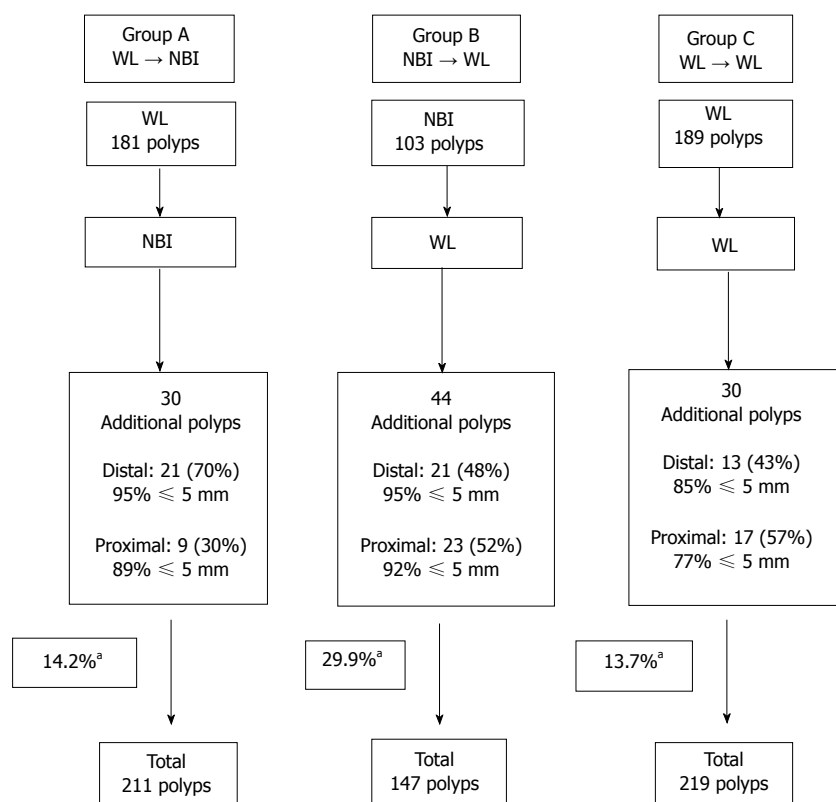 Group A
WL → NBI
WL
181 polyps
NBI
30
Additional polyps
Distal: 21 (70%)
95% ≤ 5 mm
Proximal: 9 (30%)
89% ≤ 5 mm
14.2%ᵃ
Total
211 polyps
Group B
NBI → WL
NBI
103 polyps
WL
44
Additional polyps
Distal: 21 (48%)
95% ≤ 5 mm
Proximal: 23 (52%)
92% ≤ 5 mm
29.9%ᵃ
Total
147 polyps
Group C
WL → WL
WL
189 polyps
WL
30
Additional polyps
Distal: 13 (43%)
85% ≤ 5 mm
Proximal: 17 (57%)
77% ≤ 5 mm
13.7%ᵃ
Total
219 polyps